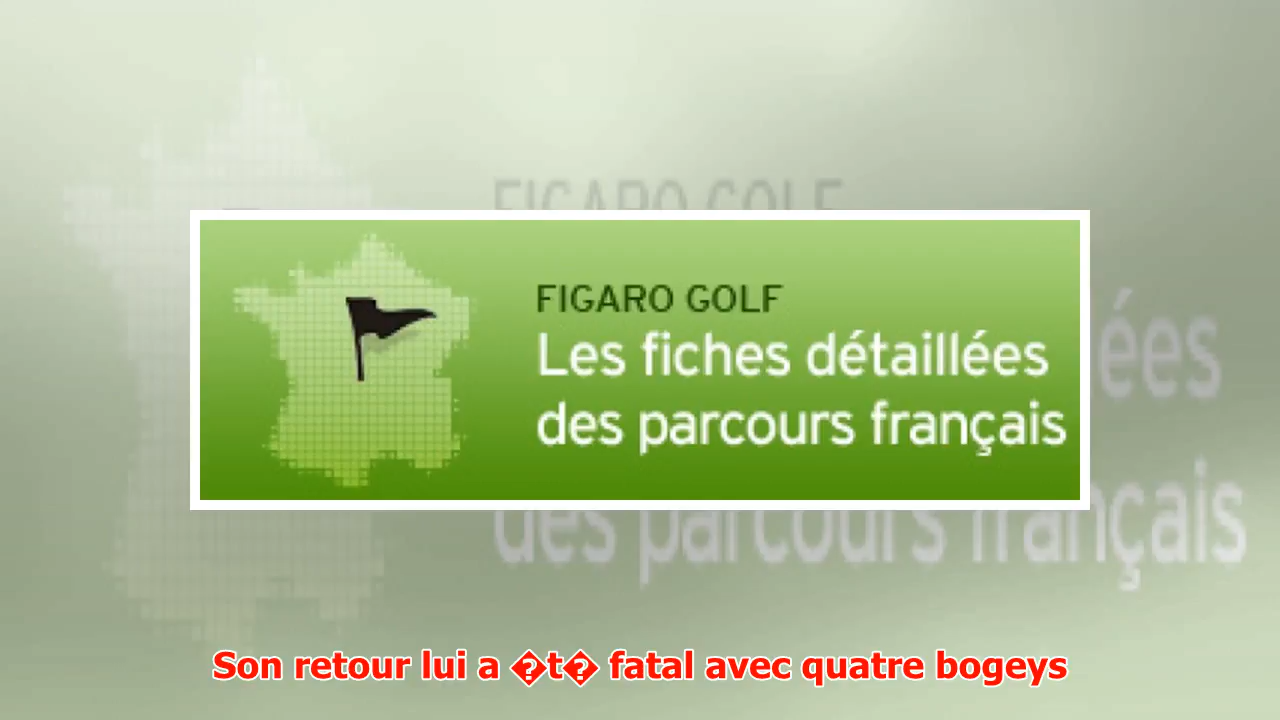 FIGARO GOLF
Les fiches détaillées
des parcours français
Son retour lui a �t� fatal avec quatre bogeys